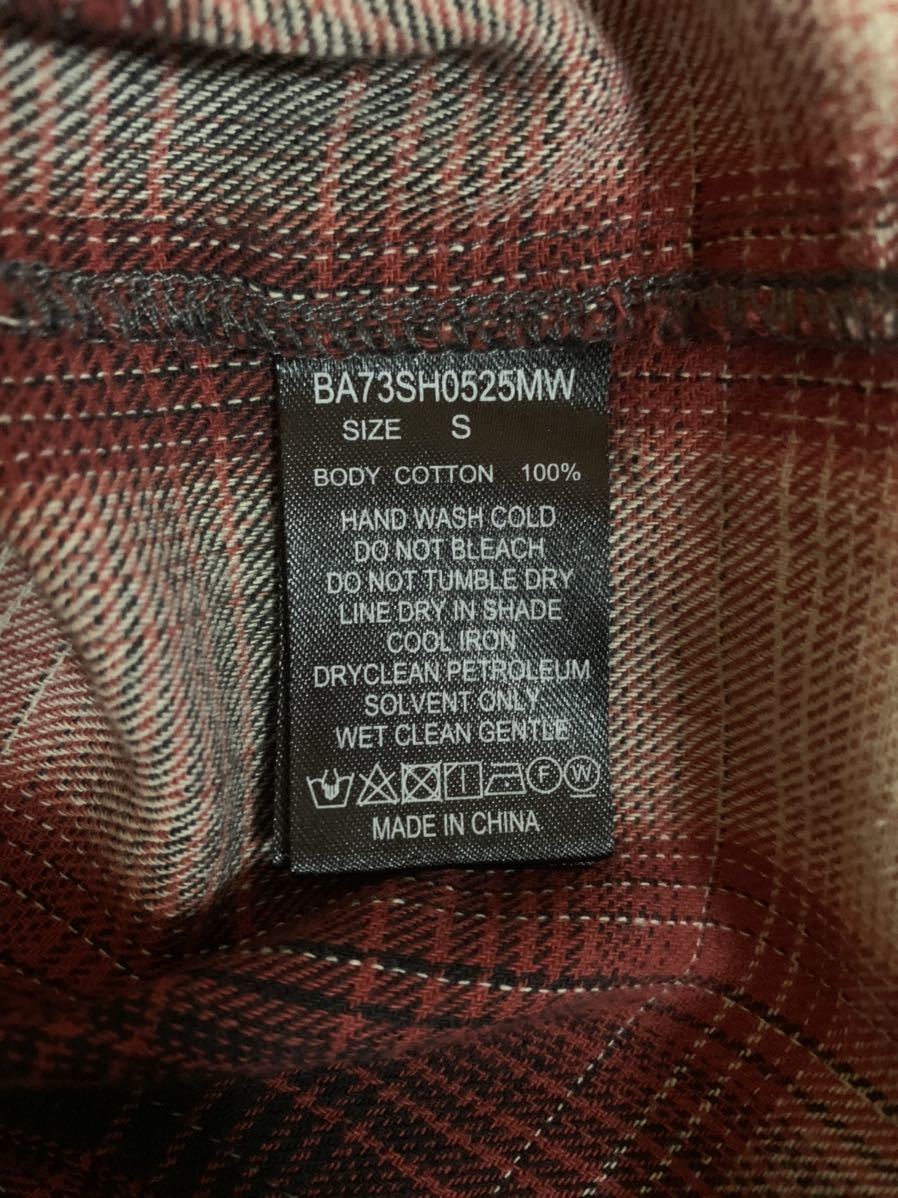 BA73SH0525MW
SIZE S
BODY COTTON 100%
HAND WASH COLD
DO NOT BLEACH
DO NOT TUMBLE DRY
LINE DRY IN SHADE
COOL IRON
DRYCLEAN PETROLEUM
SOLVENT ONLY
WET CLEAN GENTLE
F W
MADE IN CHINA